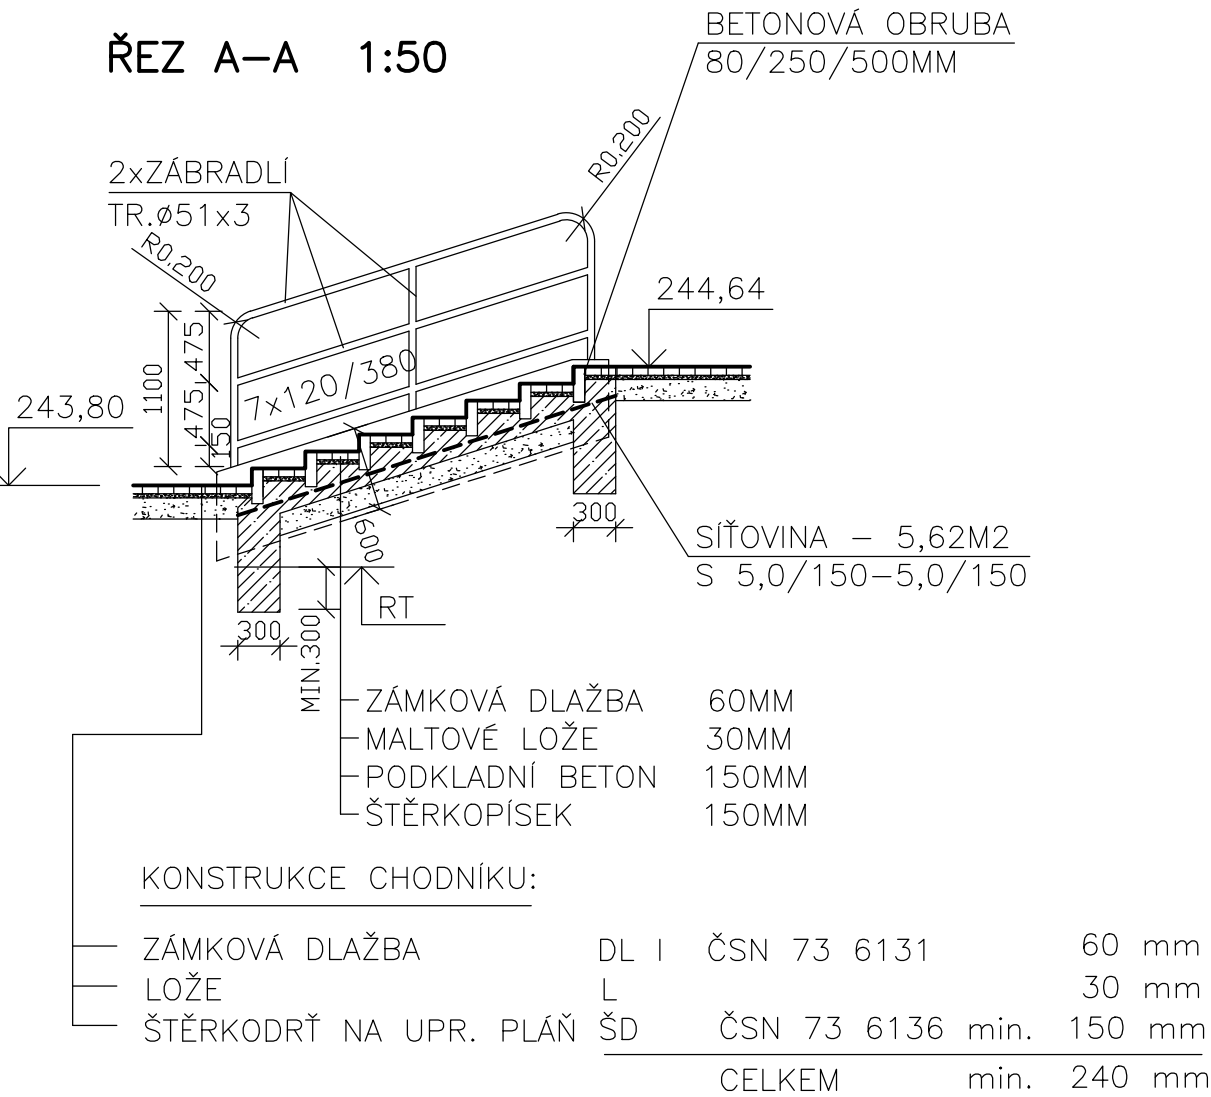 ŘEZ A–A 1:50
BETONOVÁ OBRUBA
80/250/500MM
2xZÁBRADLÍ
TR.ø51x3
R0,200
R0,200
244,64
243,80
1100
475
475
150
7x120/380
600
300
300
MIN.300
RT
SÍŤOVINA – 5,62M2
S 5,0/150–5,0/150
ZÁMKOVÁ DLAŽBA 60MM
MALTOVÉ LOŽE 30MM
PODKLADNÍ BETON 150MM
ŠTĚRKOPÍSEK 150MM
KONSTRUKCE CHODNÍKU:
ZÁMKOVÁ DLAŽBA DL I ČSN 73 6131 60 mm
LOŽE L 30 mm
ŠTĚRKODRŤ NA UPR. PLÁŇ ŠD ČSN 73 6136 min. 150 mm
CELKEM min. 240 mm